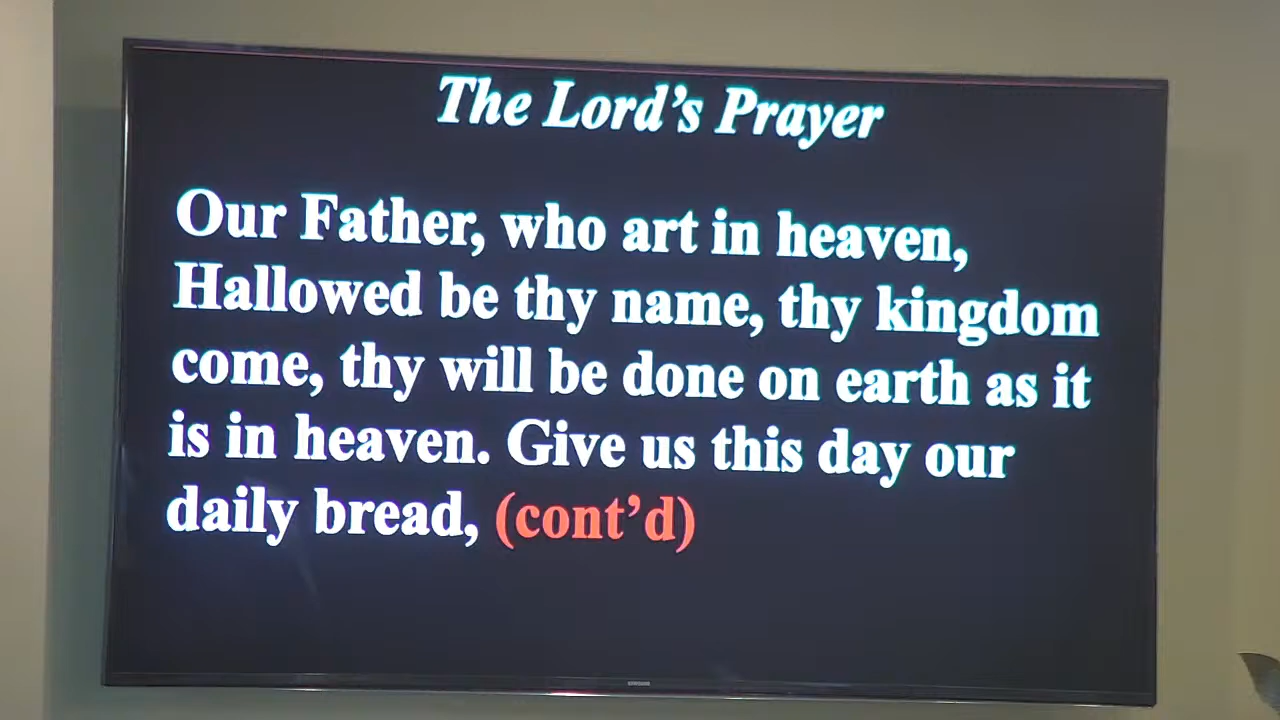 The Lord’s Prayer
Our Father, who art in heaven,
Hallowed be thy name, thy kingdom
come, thy will be done on earth as it
is in heaven. Give us this day our
daily bread, (cont’d)
SAMSUNG